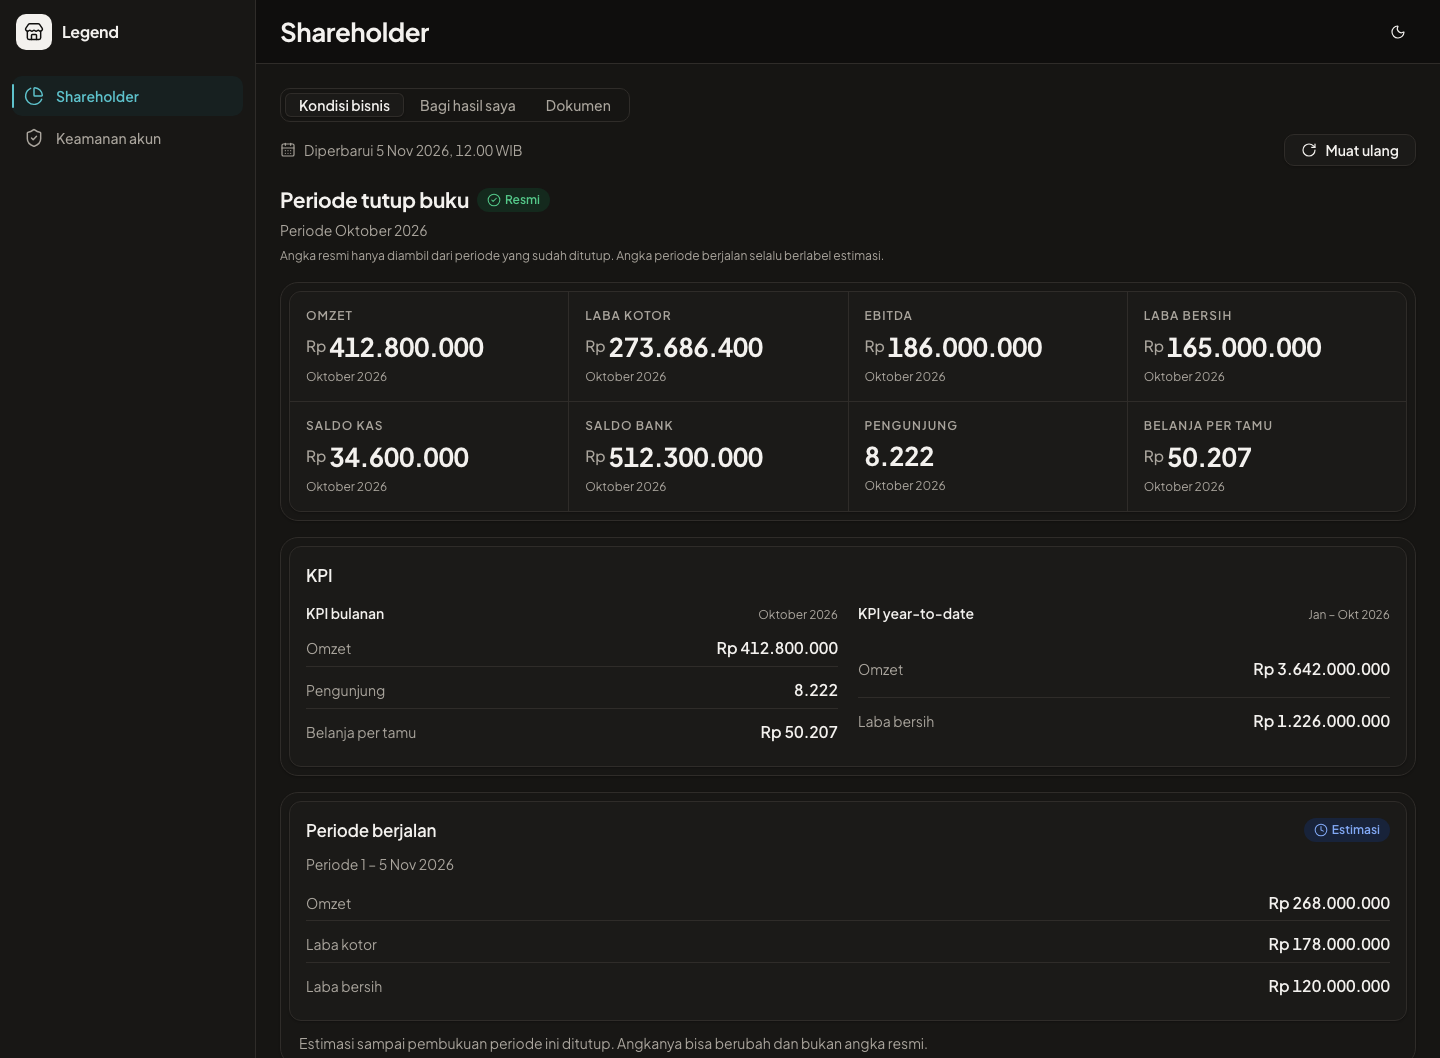 Legend
Shareholder
Keamanan akun
Shareholder
Kondisi bisnis
Bagi hasil saya
Dokumen
Diperbarui 5 Nov 2026, 12.00 WIB
Muat ulang
Periode tutup buku
Resmi
Periode Oktober 2026
Angka resmi hanya diambil dari periode yang sudah ditutup. Angka periode berjalan selalu berlabel estimasi.
OMZET
Rp 412.800.000
Oktober 2026
LABA KOTOR
Rp 273.686.400
Oktober 2026
EBITDA
Rp 186.000.000
Oktober 2026
LABA BERSIH
Rp 165.000.000
Oktober 2026
SALDO KAS
Rp 34.600.000
Oktober 2026
SALDO BANK
Rp 512.300.000
Oktober 2026
PENGUNJUNG
8.222
Oktober 2026
BELANJA PER TAMU
Rp 50.207
Oktober 2026
KPI
KPI bulanan
Oktober 2026
Omzet
Rp 412.800.000
Pengunjung
8.222
Belanja per tamu
Rp 50.207
KPI year-to-date
Jan – Okt 2026
Omzet
Rp 3.642.000.000
Laba bersih
Rp 1.226.000.000
Periode berjalan
Estimasi
Periode 1 – 5 Nov 2026
Omzet
Rp 268.000.000
Laba kotor
Rp 178.000.000
Laba bersih
Rp 120.000.000
Estimasi sampai pembukuan periode ini ditutup. Angkanya bisa berubah dan bukan angka resmi.